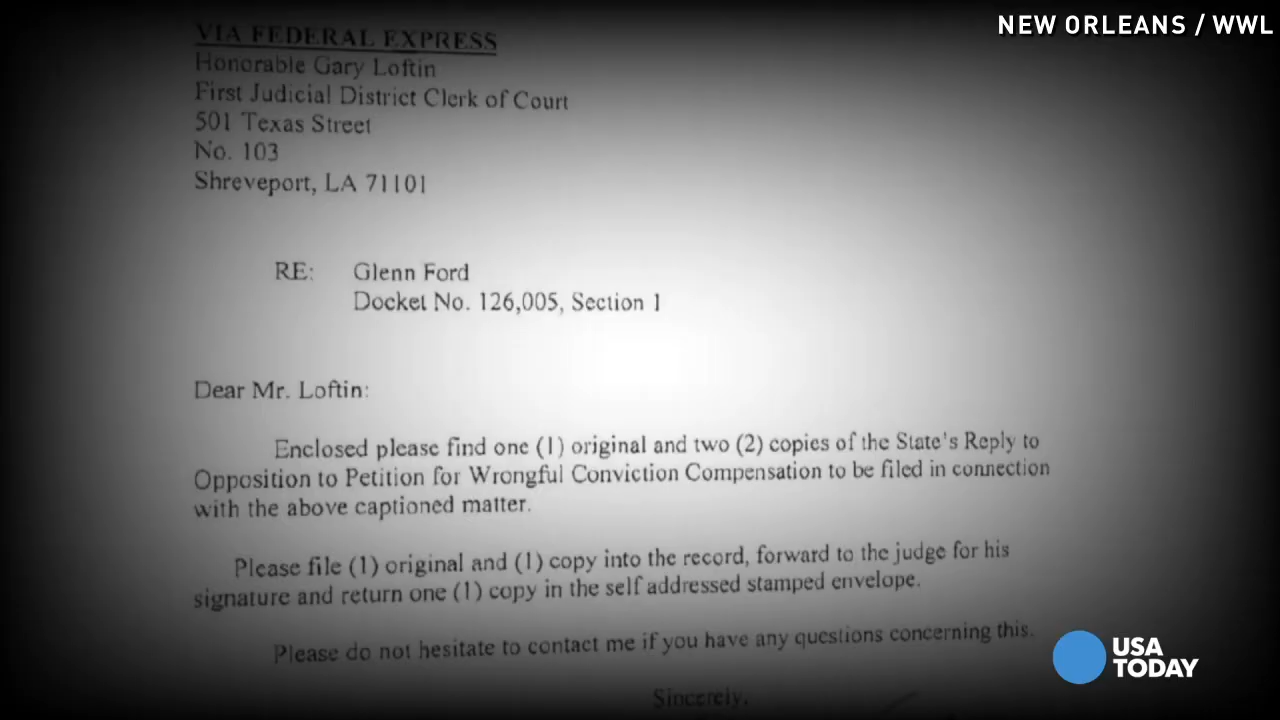 NEW ORLEANS / WWL
VIA FEDERAL EXPRESS
Honorable Gary Loftin
First Judicial District Clerk of Court
501 Texas Street
No. 103
Shreveport, LA 71101
RE: Glenn Ford
Docket No. 126,005, Section 1
Dear Mr. Loftin:
Enclosed please find one (1) original and two (2) copies of the State's Reply to
Opposition to Petition for Wrongful Conviction Compensation to be filed in connection
with the above captioned matter.
Please file (1) original and (1) copy into the record, forward to the judge for his
signature and return one (1) copy in the self addressed stamped envelope.
Please do not hesitate to contact me if you have any questions concerning this.
Sincerely,
USA
TODAY